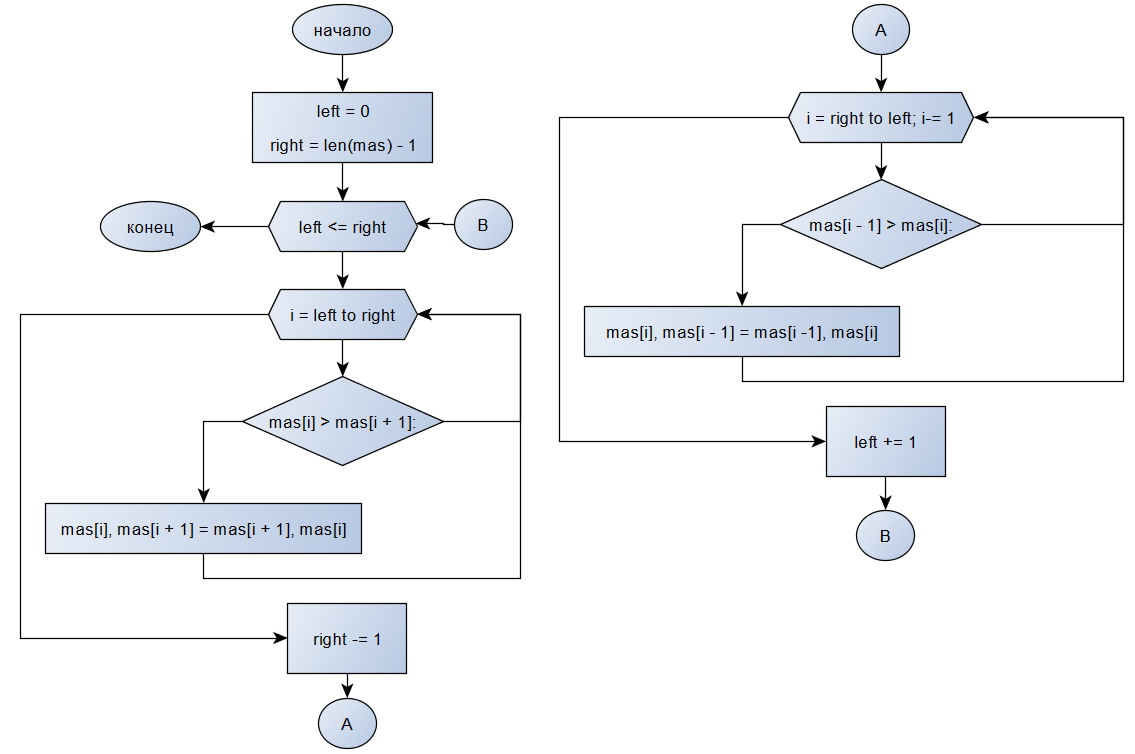 начало
left = 0
right = len(mas) - 1
конец
left <= right
B
i = left to right
mas[i] > mas[i + 1]:
mas[i], mas[i + 1] = mas[i + 1], mas[i]
right -= 1
A
A
i = right to left; i-= 1
mas[i - 1] > mas[i]:
mas[i], mas[i - 1] = mas[i -1], mas[i]
left += 1
B